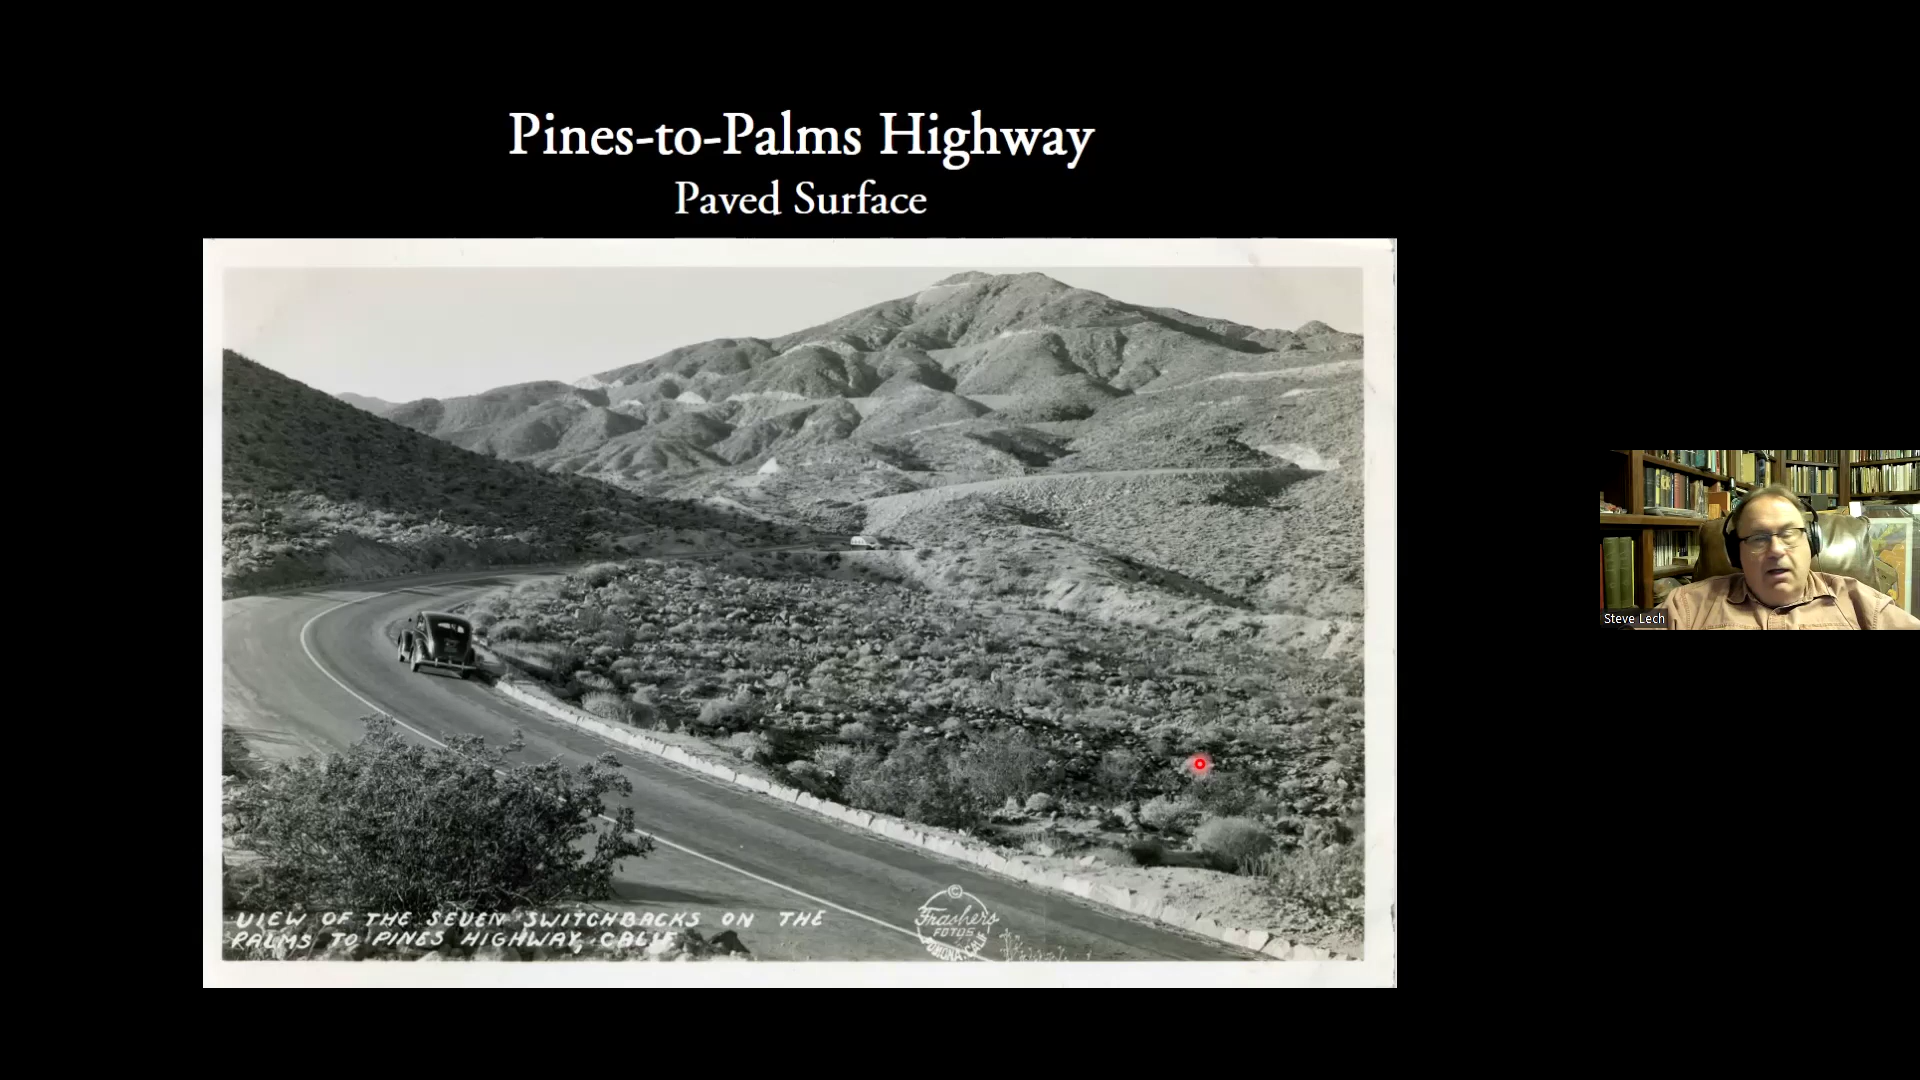 Pines-to-Palms Highway
Paved Surface
VIEW OF THE SEVEN SWITCHBACKS ON THE
PALMS TO PINES HIGHWAY, CALIF.
©
Frashers
FOTOS
POMONA, CALIF.
Steve Lech